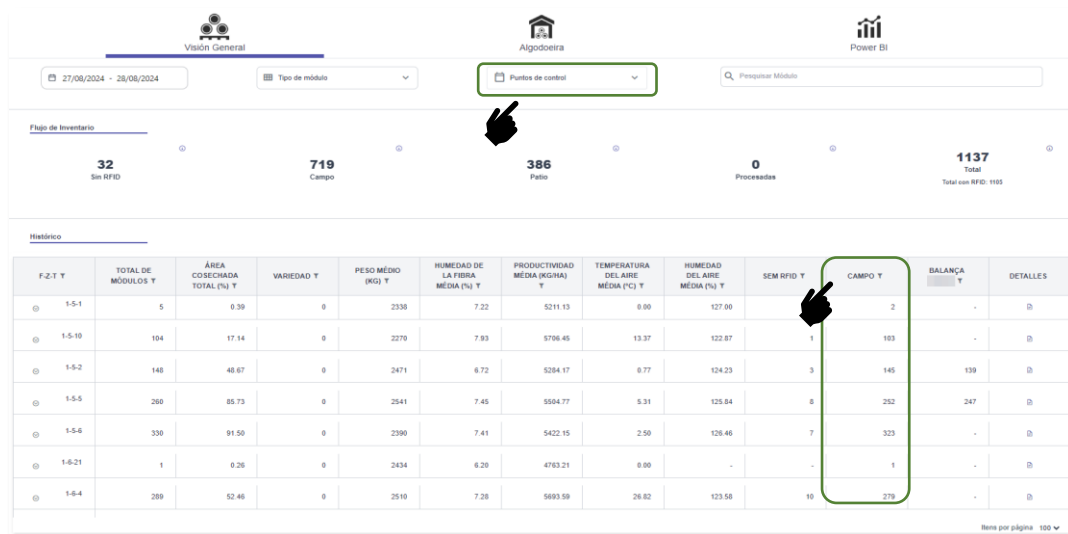 Visión General
Algodoeira
Power BI
27/08/2024 - 28/08/2024
Tipo de módulo
Puntos de control
Pesquisar Módulo
Flujo de Inventario
32
Sin RFID
719
Campo
386
Patio
0
Procesadas
1137
Total
Total con RFID: 1105
Histórico
F-Z-T
TOTAL DE
MÓDULOS
ÁREA
COSECHADA
TOTAL (%)
VARIEDAD
PESO MÉDIO
(KG)
HUMEDAD DE
LA FIBRA
MÉDIA (%)
PRODUCTIVIDAD
MÉDIA (KG/HA)
TEMPERATURA
DEL AIRE
MÉDIA (°C)
HUMEDAD
DEL AIRE
MÉDIA (%)
SEM RFID
CAMPO
BALANÇA
DETALLES
1-5-1 5 0.39 0 2338 7.22 5211.13 0.00 127.00 2 -
1-5-10 104 17.14 0 2270 7.93 5706.45 13.37 122.87 1 103 -
1-5-2 148 48.67 0 2471 6.72 5284.17 0.77 124.23 3 145 139
1-5-5 260 85.73 0 2541 7.45 5504.77 5.31 125.84 8 252 247
1-5-6 330 91.50 0 2390 7.41 5422.15 2.50 126.46 7 323 -
1-6-21 1 0.26 0 2434 6.20 4763.21 0.00 - - 1 -
1-6-4 289 52.46 0 2510 7.28 5693.59 26.82 123.58 10 279 -
Itens por página 100